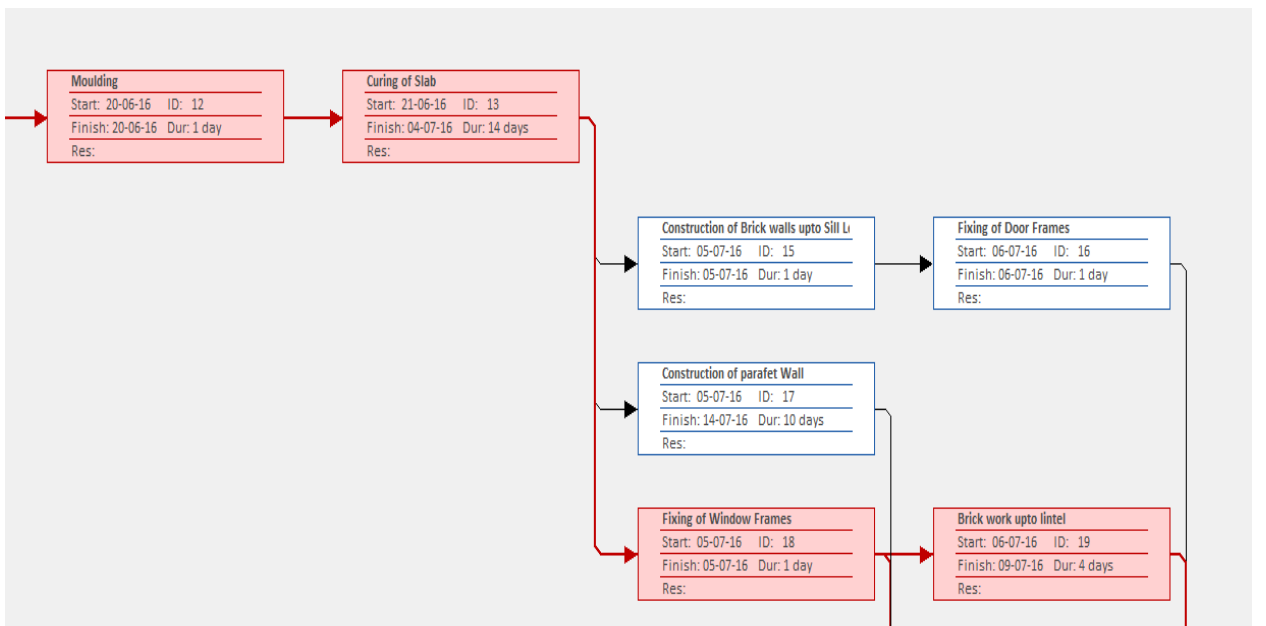 Moulding
Start: 20-06-16 ID: 12
Finish: 20-06-16 Dur: 1 day
Res:
Curing of Slab
Start: 21-06-16 ID: 13
Finish: 04-07-16 Dur: 14 days
Res:
Construction of Brick walls upto Sill
Start: 05-07-16 ID: 15
Finish: 05-07-16 Dur: 1 day
Res:
Fixing of Door Frames
Start: 06-07-16 ID: 16
Finish: 06-07-16 Dur: 1 day
Res:
Construction of parafet Wall
Start: 05-07-16 ID: 17
Finish: 14-07-16 Dur: 10 days
Res:
Fixing of Window Frames
Start: 05-07-16 ID: 18
Finish: 05-07-16 Dur: 1 day
Res:
Brick work upto lintel
Start: 06-07-16 ID: 19
Finish: 09-07-16 Dur: 4 days
Res: